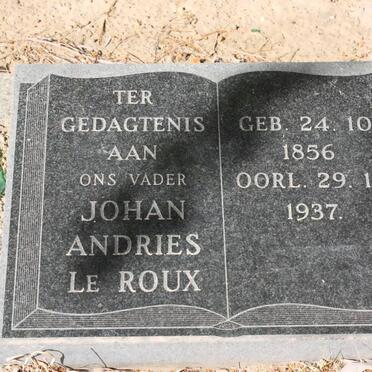 TER
GEDAGTENIS
AAN
ONS VADER
JOHAN
ANDRIES
LE ROUX
GEB. 24. 10
1856
OORL. 29. 1
1937.